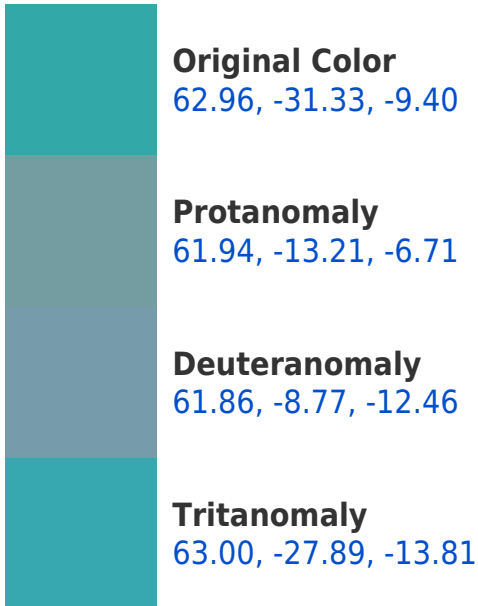 Original Color
62.96, -31.33, -9.40
Protanomaly
61.94, -13.21, -6.71
Deuteranomaly
61.86, -8.77, -12.46
Tritanomaly
63.00, -27.89, -13.81